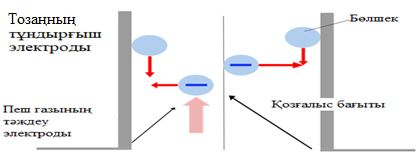 Тозаңның
тұндырғыш
электроды
Бөлшек
Пеш газының
тәждеу
электроды
Қозғалыс бағыты